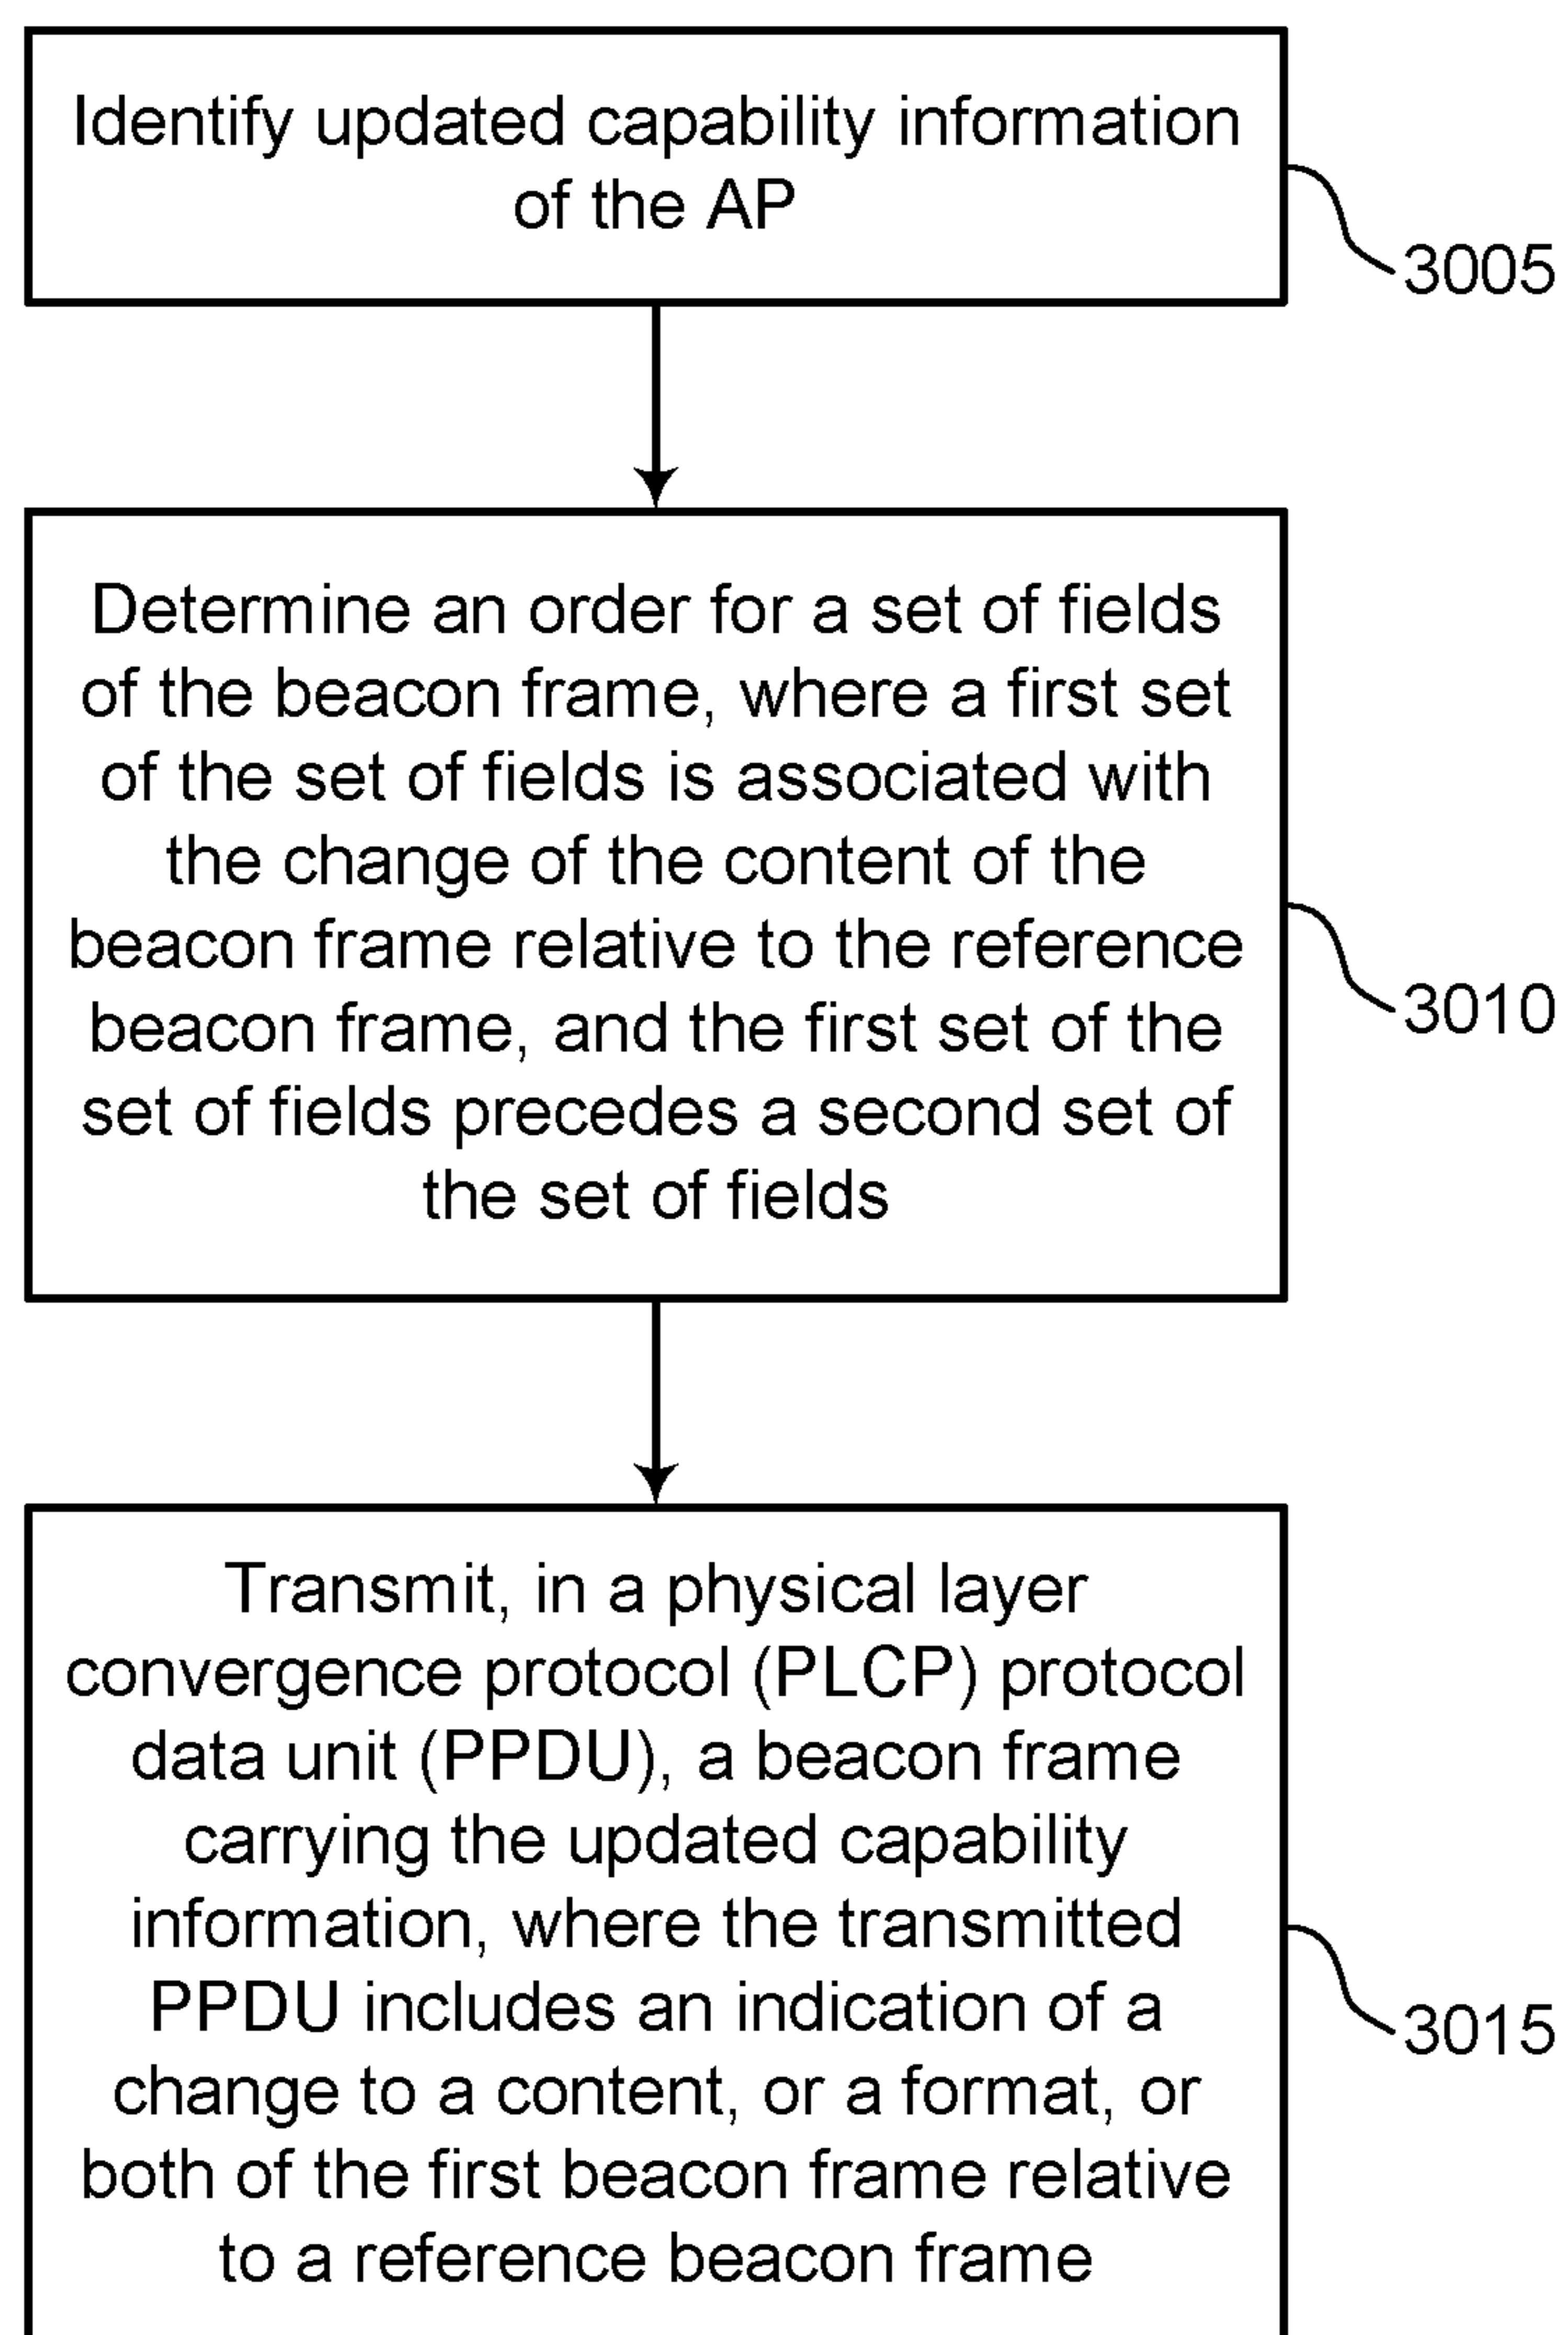 Identify updated capability information
of the AP
3005
Determine an order for a set of fields
of the beacon frame, where a first set
of the set of fields is associated with
the change of the content of the
beacon frame relative to the reference
beacon frame, and the first set of the
set of fields precedes a second set of
the set of fields
3010
Transmit, in a physical layer
convergence protocol (PLCP) protocol
data unit (PPDU), a beacon frame
carrying the updated capability
information, where the transmitted
PPDU includes an indication of a
change to a content, or a format, or
both of the first beacon frame relative
to a reference beacon frame
3015